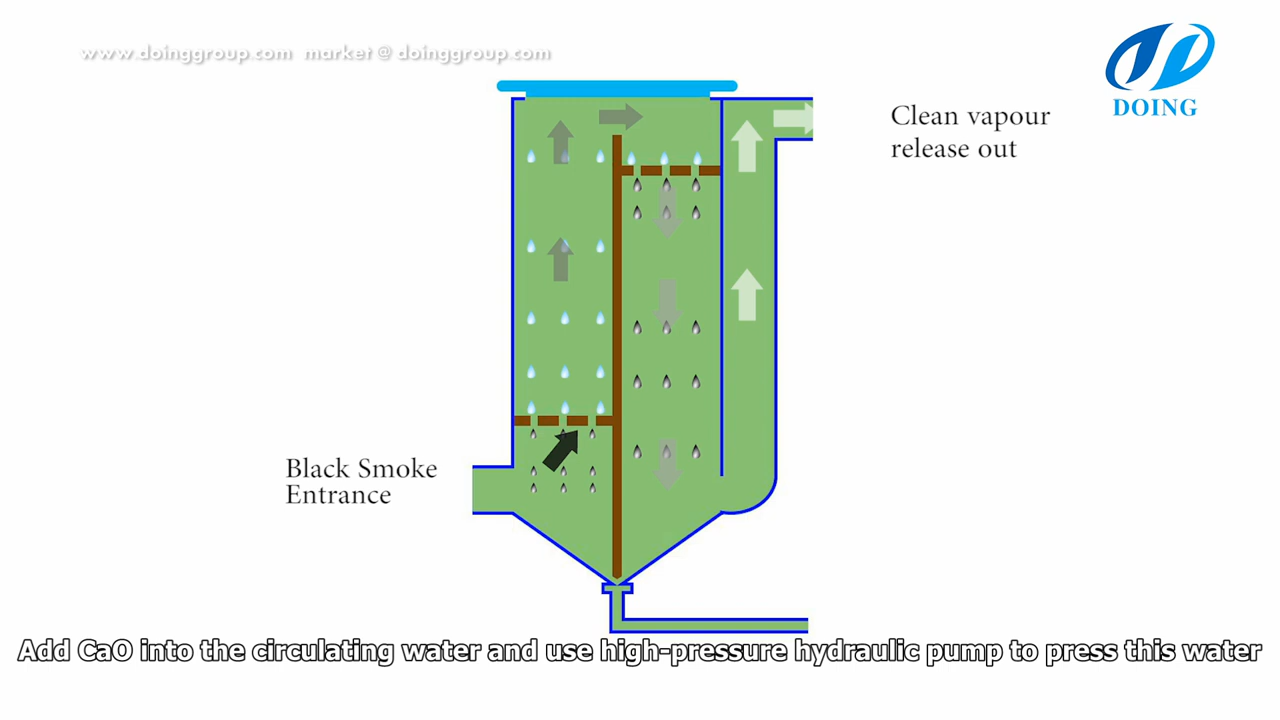 www.doinggroup.com market @ doinggroup.com
DOING
Clean vapour
release out
Black Smoke
Entrance
Add CaO into the circulating water and use high-pressure hydraulic pump to press this water